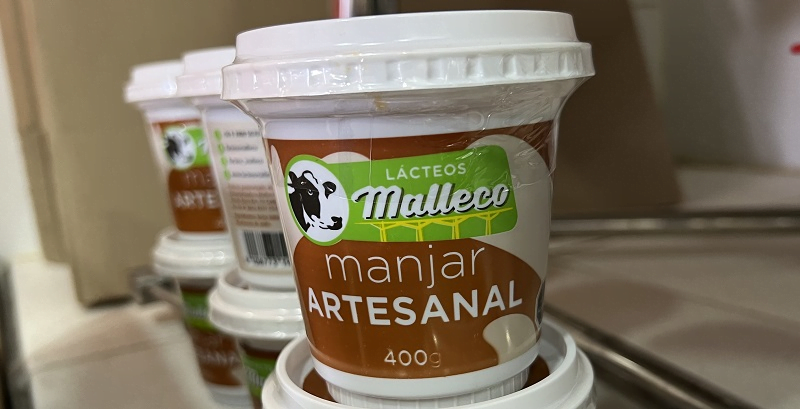 LÁCTEOS
Malleco
manjar
ARTESANAL
400g